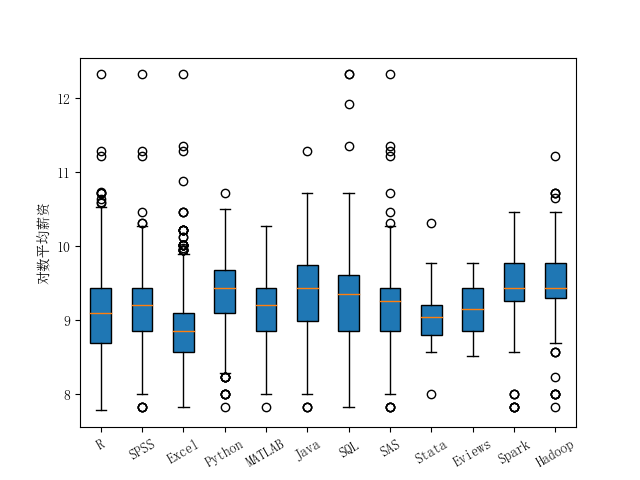 对数平均薪资
12
11
10
9
8
R
SPSS
Excel
Python
MATLAB
Java
SQL
SAS
Stata
Eviews
Spark
Hadoop